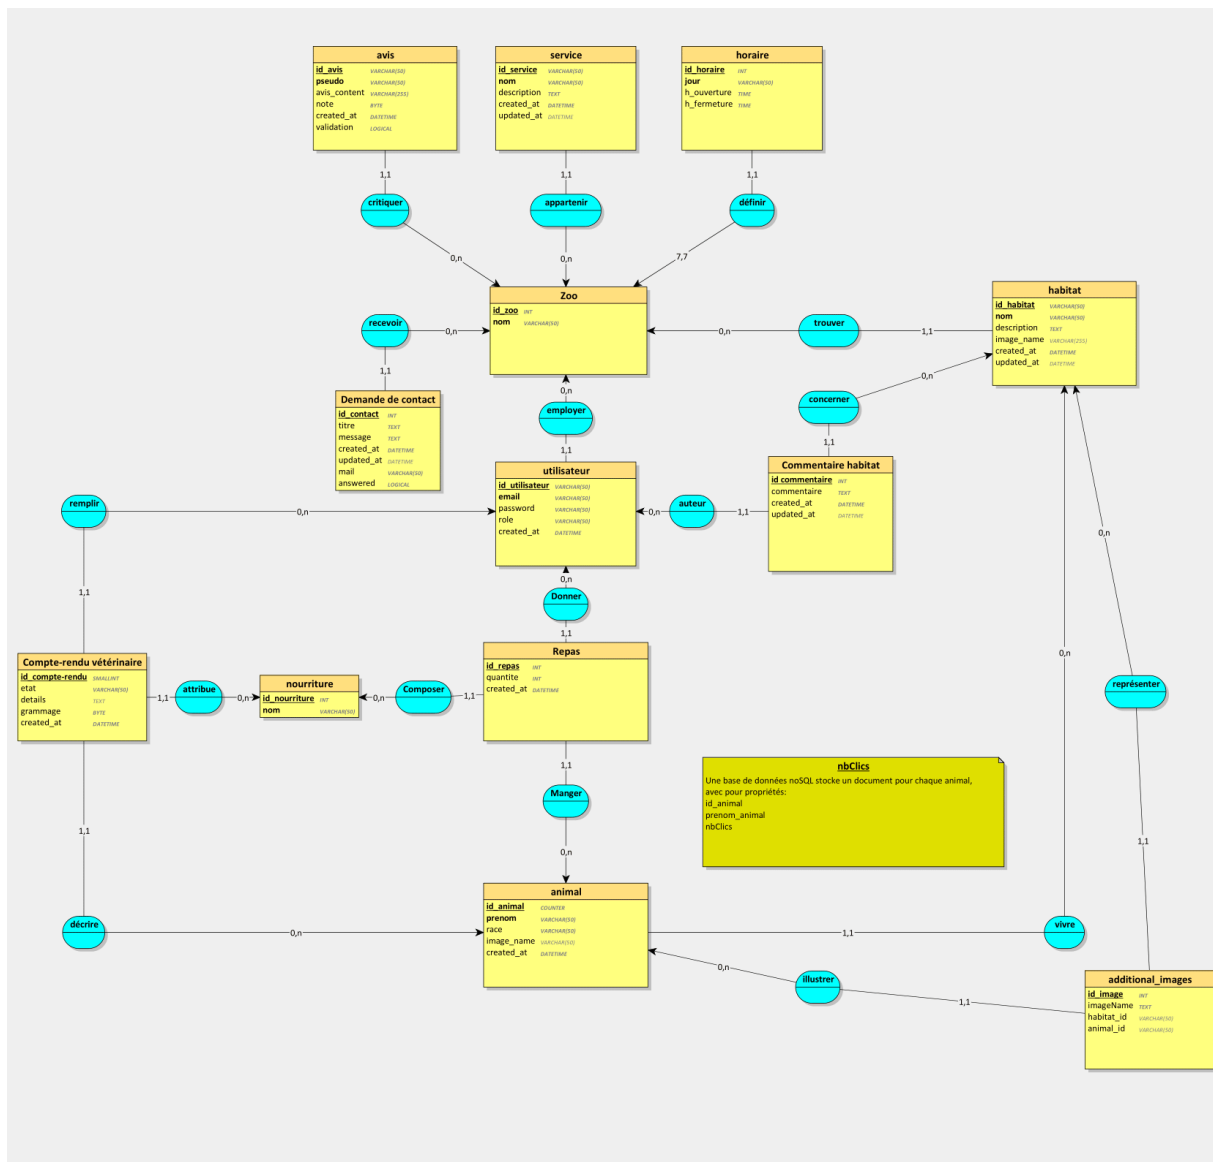 avis
id_avis VARCHAR(50)
pseudo VARCHAR(50)
avis_content VARCHAR(255)
note BYTE
created_at DATETIME
validation LOGICAL
service
id_service VARCHAR(50)
nom VARCHAR(50)
description TEXT
created_at DATETIME
updated_at DATETIME
horaire
id_horaire INT
jour VARCHAR(50)
h_ouverture TIME
h_fermeture TIME
1,1
1,1
1,1
critiquer
appartenir
définir
0,n
0,n
7,7
Zoo
id_zoo INT
nom VARCHAR(50)
habitat
id_habitat VARCHAR(50)
nom VARCHAR(50)
description TEXT
image_name VARCHAR(255)
created_at DATETIME
updated_at DATETIME
recevoir
0,n
0,n
trouver
1,1
1,1
0,n
0,n
Demande de contact
id_contact INT
titre TEXT
message TEXT
created_at DATETIME
updated_at DATETIME
mail VARCHAR(50)
answered LOGICAL
employer
concerner
1,1
1,1
utilisateur
id_utilisateur VARCHAR(50)
email VARCHAR(50)
password VARCHAR(50)
role VARCHAR(50)
created_at DATETIME
Commentaire habitat
id commentaire INT
commentaire TEXT
created_at DATETIME
updated_at DATETIME
remplir
0,n
0,n
auteur
1,1
0,n
0,n
Donner
1,1
1,1
Repas
id_repas INT
quantite INT
created_at DATETIME
0,n
Compte-rendu vétérinaire
id_compte-rendu SMALLINT
etat VARCHAR(50)
details TEXT
grammage BYTE
created_at DATETIME
1,1
attribue
0,n
nourriture
id_nourriture INT
nom VARCHAR(50)
0,n
Composer
1,1
représenter
1,1
Manger
nbClics
Une base de données noSQL stocke un document pour chaque animal,
avec pour propriétés:
id_animal
prenom_animal
nbClics
1,1
0,n
1,1
animal
id_animal COUNTER
prenom VARCHAR(50)
race VARCHAR(50)
image_name VARCHAR(50)
created_at DATETIME
décrire
0,n
1,1
vivre
0,n
illustrer
1,1
additional_images
id_image INT
imageName TEXT
habitat_id VARCHAR(50)
animal_id VARCHAR(50)